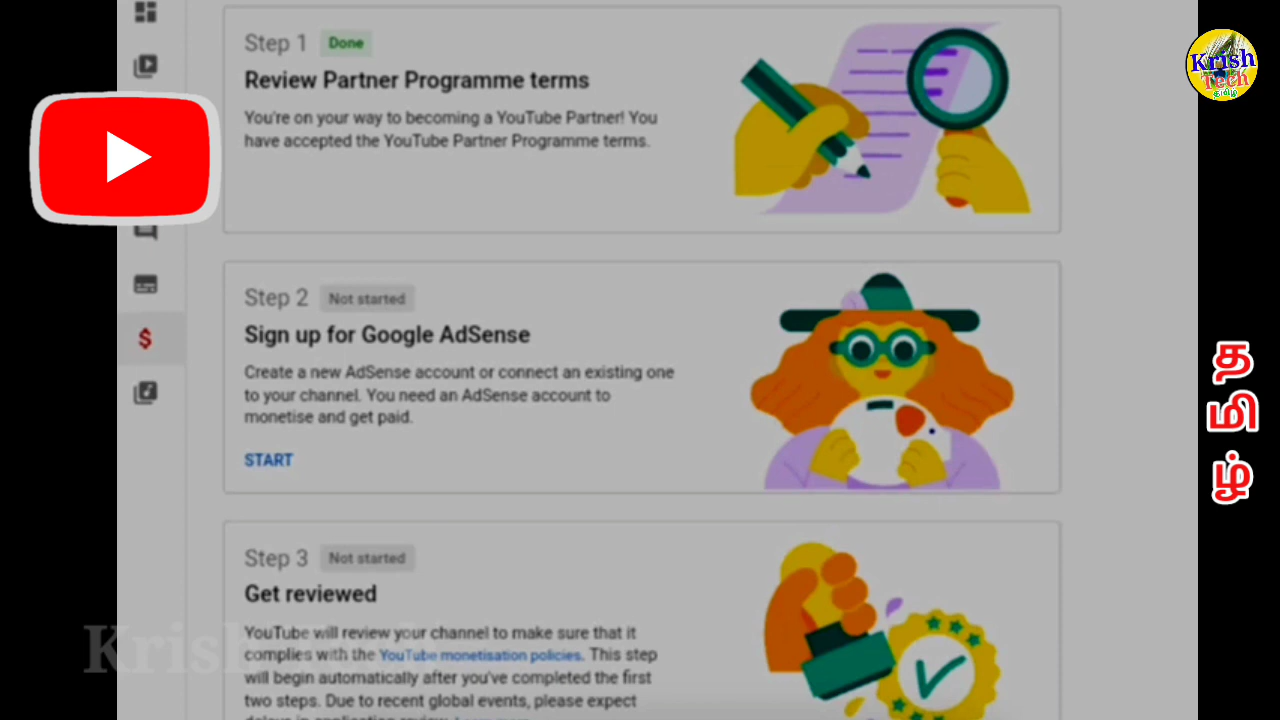 Step 1 Done
Review Partner Programme terms
You're on your way to becoming a YouTube Partner! You
have accepted the YouTube Partner Programme terms.
Step 2 Not started
Sign up for Google AdSense
Create a new AdSense account or connect an existing one
to your channel. You need an AdSense account to
monetise and get paid.
START
Step 3 Not started
Get reviewed
YouTube will review your channel to make sure that it
complies with the YouTube monetisation policies. This step
will begin automatically after you've completed the first
two steps. Due to recent global events, please expect
Krish
Tech
தமிழ்
த
மி
ழ்
Krish